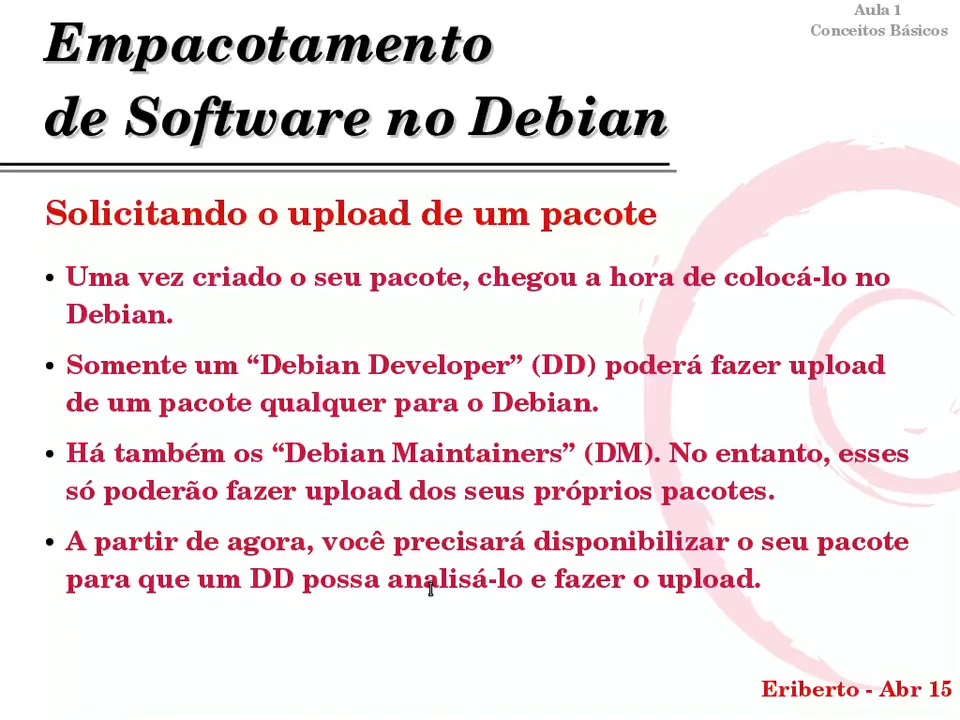 Aula 1
Conceitos Básicos
Empacotamento
de Software no Debian
Solicitando o upload de um pacote
• Uma vez criado o seu pacote, chegou a hora de colocá-lo no
Debian.
• Somente um “Debian Developer” (DD) poderá fazer upload
de um pacote qualquer para o Debian.
• Há também os “Debian Maintainers” (DM). No entanto, esses
só poderão fazer upload dos seus próprios pacotes.
• A partir de agora, você precisará disponibilizar o seu pacote
para que um DD possa analisá-lo e fazer o upload.
Eriberto - Abr 15